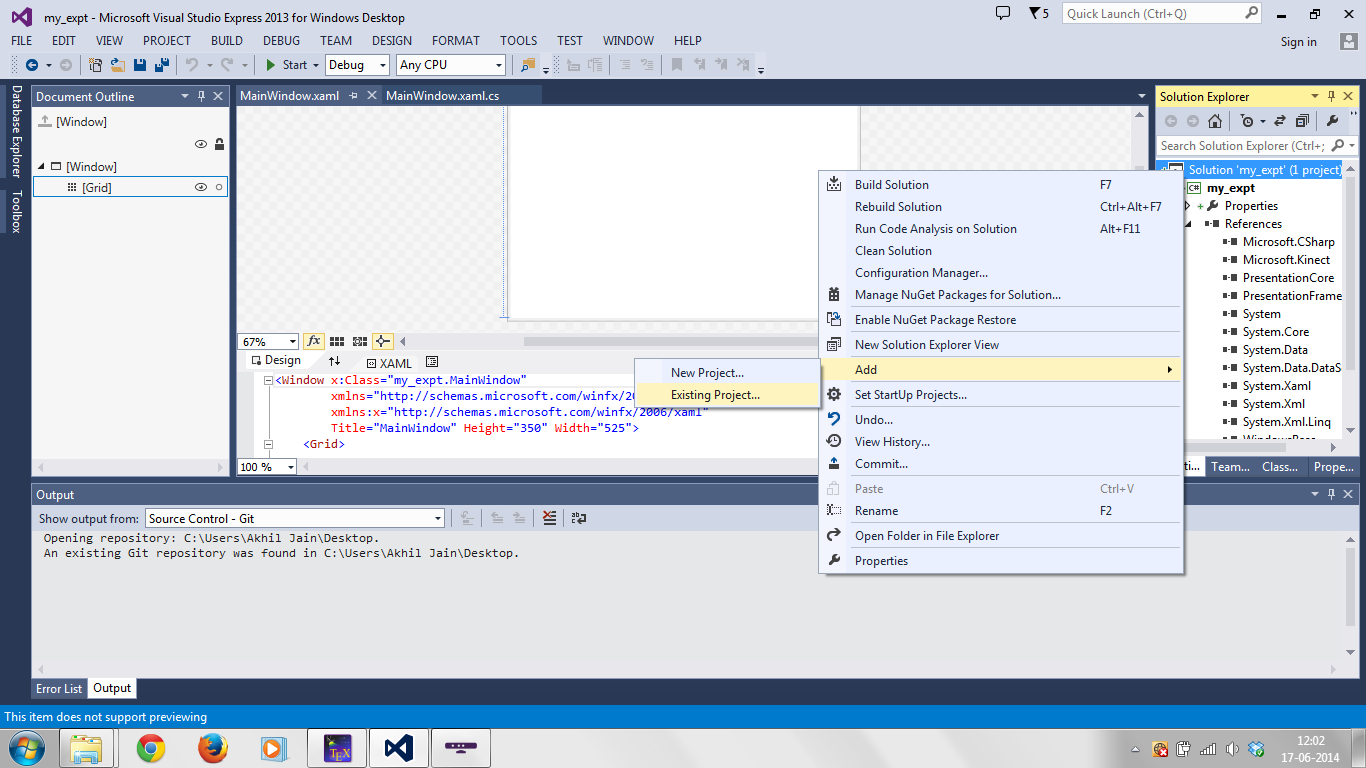 my_expt - Microsoft Visual Studio Express 2013 for Windows Desktop
5
Quick Launch (Ctrl+Q)
FILE EDIT VIEW PROJECT BUILD DEBUG TEAM DESIGN FORMAT TOOLS TEST WINDOW HELP
Sign in
Start Debug Any CPU
Database Explorer
Toolbox
Document Outline
[Window]
[Window]
[Grid]
MainWindow.xaml MainWindow.xaml.cs
67%
fx
Design XAML
<Window x:Class="my_expt.MainWindow"
xmlns="http://schemas.microsoft.com/winfx/20
xmlns:x="http://schemas.microsoft.com/winfx/2006/xaml"
Title="MainWindow" Height="350" Width="525">
<Grid>
100 %
New Project...
Existing Project...
Build Solution F7
Rebuild Solution Ctrl+Alt+F7
Run Code Analysis on Solution Alt+F11
Clean Solution
Configuration Manager...
Manage NuGet Packages for Solution...
Enable NuGet Package Restore
New Solution Explorer View
Add
Set StartUp Projects...
Undo...
View History...
Commit...
Paste Ctrl+V
Rename F2
Open Folder in File Explorer
Properties
Solution Explorer
Search Solution Explorer (Ctrl+;
Solution 'my_expt' (1 project)
C# my_expt
Properties
References
Microsoft.CSharp
Microsoft.Kinect
PresentationCore
PresentationFrame
System
System.Core
System.Data
System.Data.DataS
System.Xaml
System.Xml
System.Xml.Linq
ti... Team... Class... Prope...
Output
Show output from: Source Control - Git
Opening repository: C:\Users\Akhil Jain\Desktop.
An existing Git repository was found in C:\Users\Akhil Jain\Desktop.
Error List Output
This item does not support previewing
TEX
12:02
17-06-2014